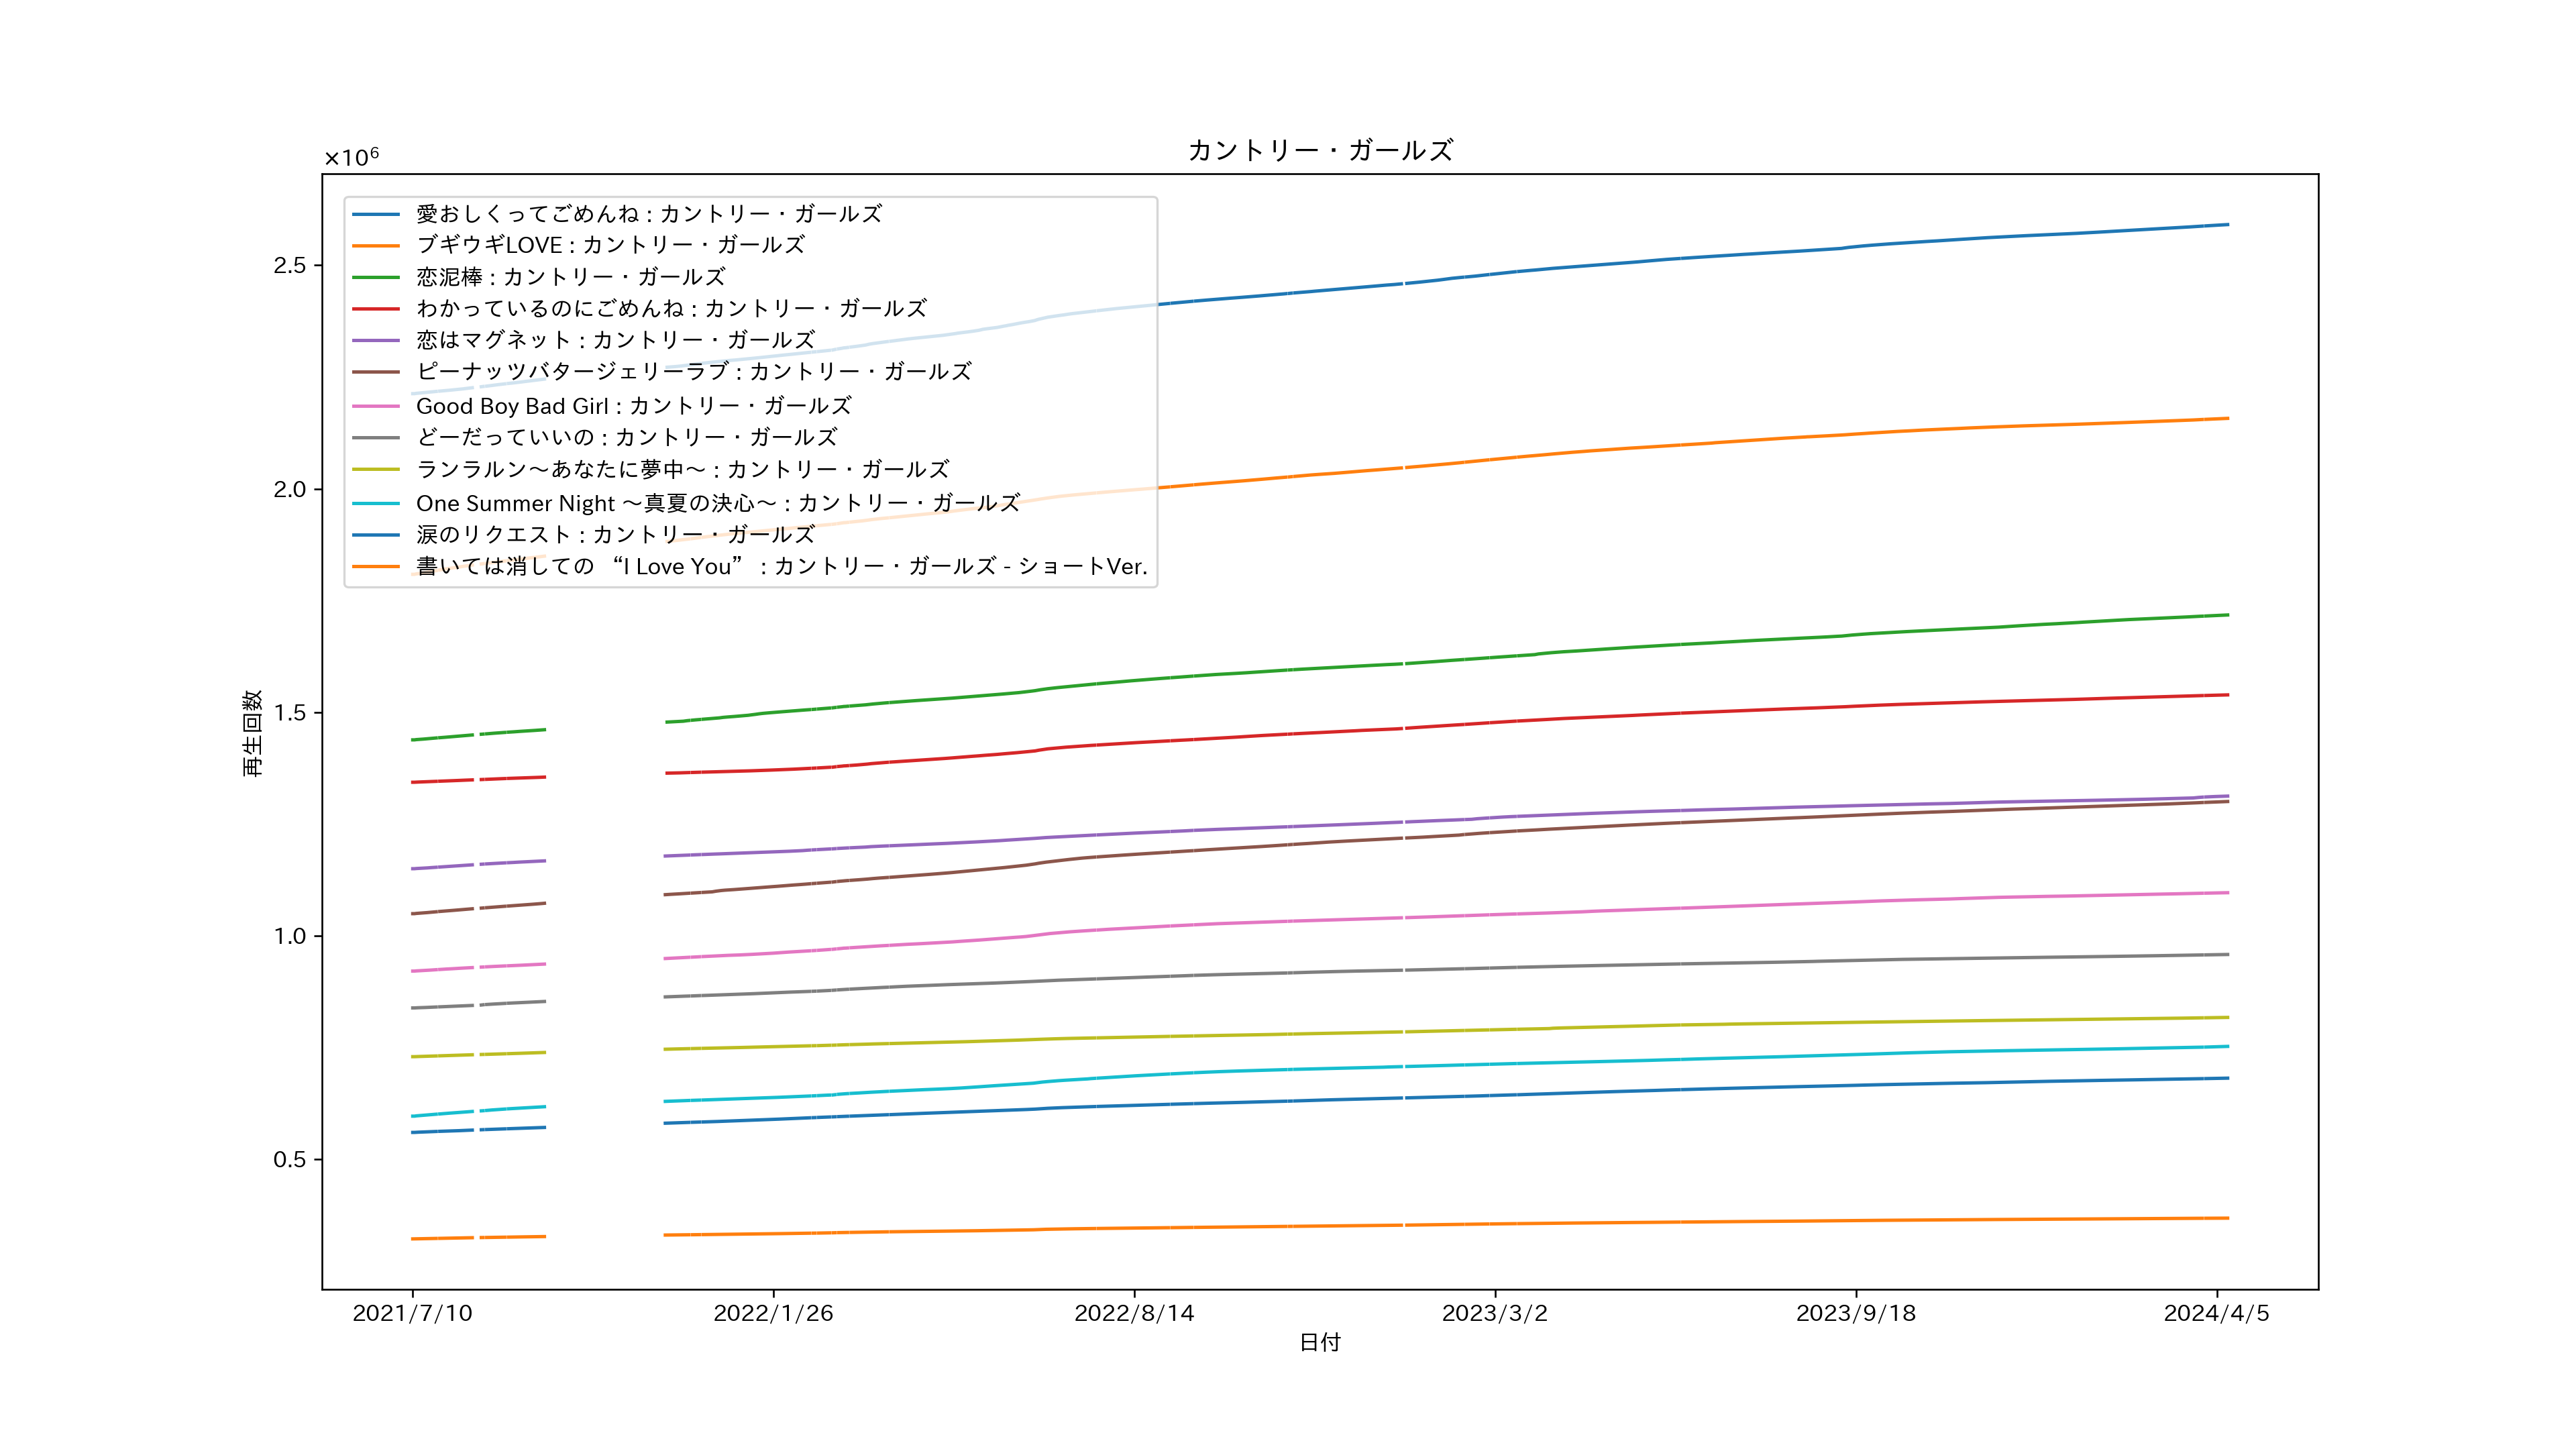 カントリー・ガールズ
×10⁶
愛おしくってごめんね : カントリー・ガールズ
ブギウギLOVE : カントリー・ガールズ
恋泥棒 : カントリー・ガールズ
わかっているのにごめんね : カントリー・ガールズ
恋はマグネット : カントリー・ガールズ
ピーナッツバタージェリーラブ : カントリー・ガールズ
Good Boy Bad Girl : カントリー・ガールズ
どーだっていいの : カントリー・ガールズ
ランラルン～あなたに夢中～ : カントリー・ガールズ
One Summer Night ～真夏の決心～ : カントリー・ガールズ
涙のリクエスト : カントリー・ガールズ
書いては消しての “I Love You” : カントリー・ガールズ - ショートVer.
2.5
2.0
1.5
1.0
0.5
再生回数
2021/7/10
2022/1/26
2022/8/14
2023/3/2
2023/9/18
2024/4/5
日付